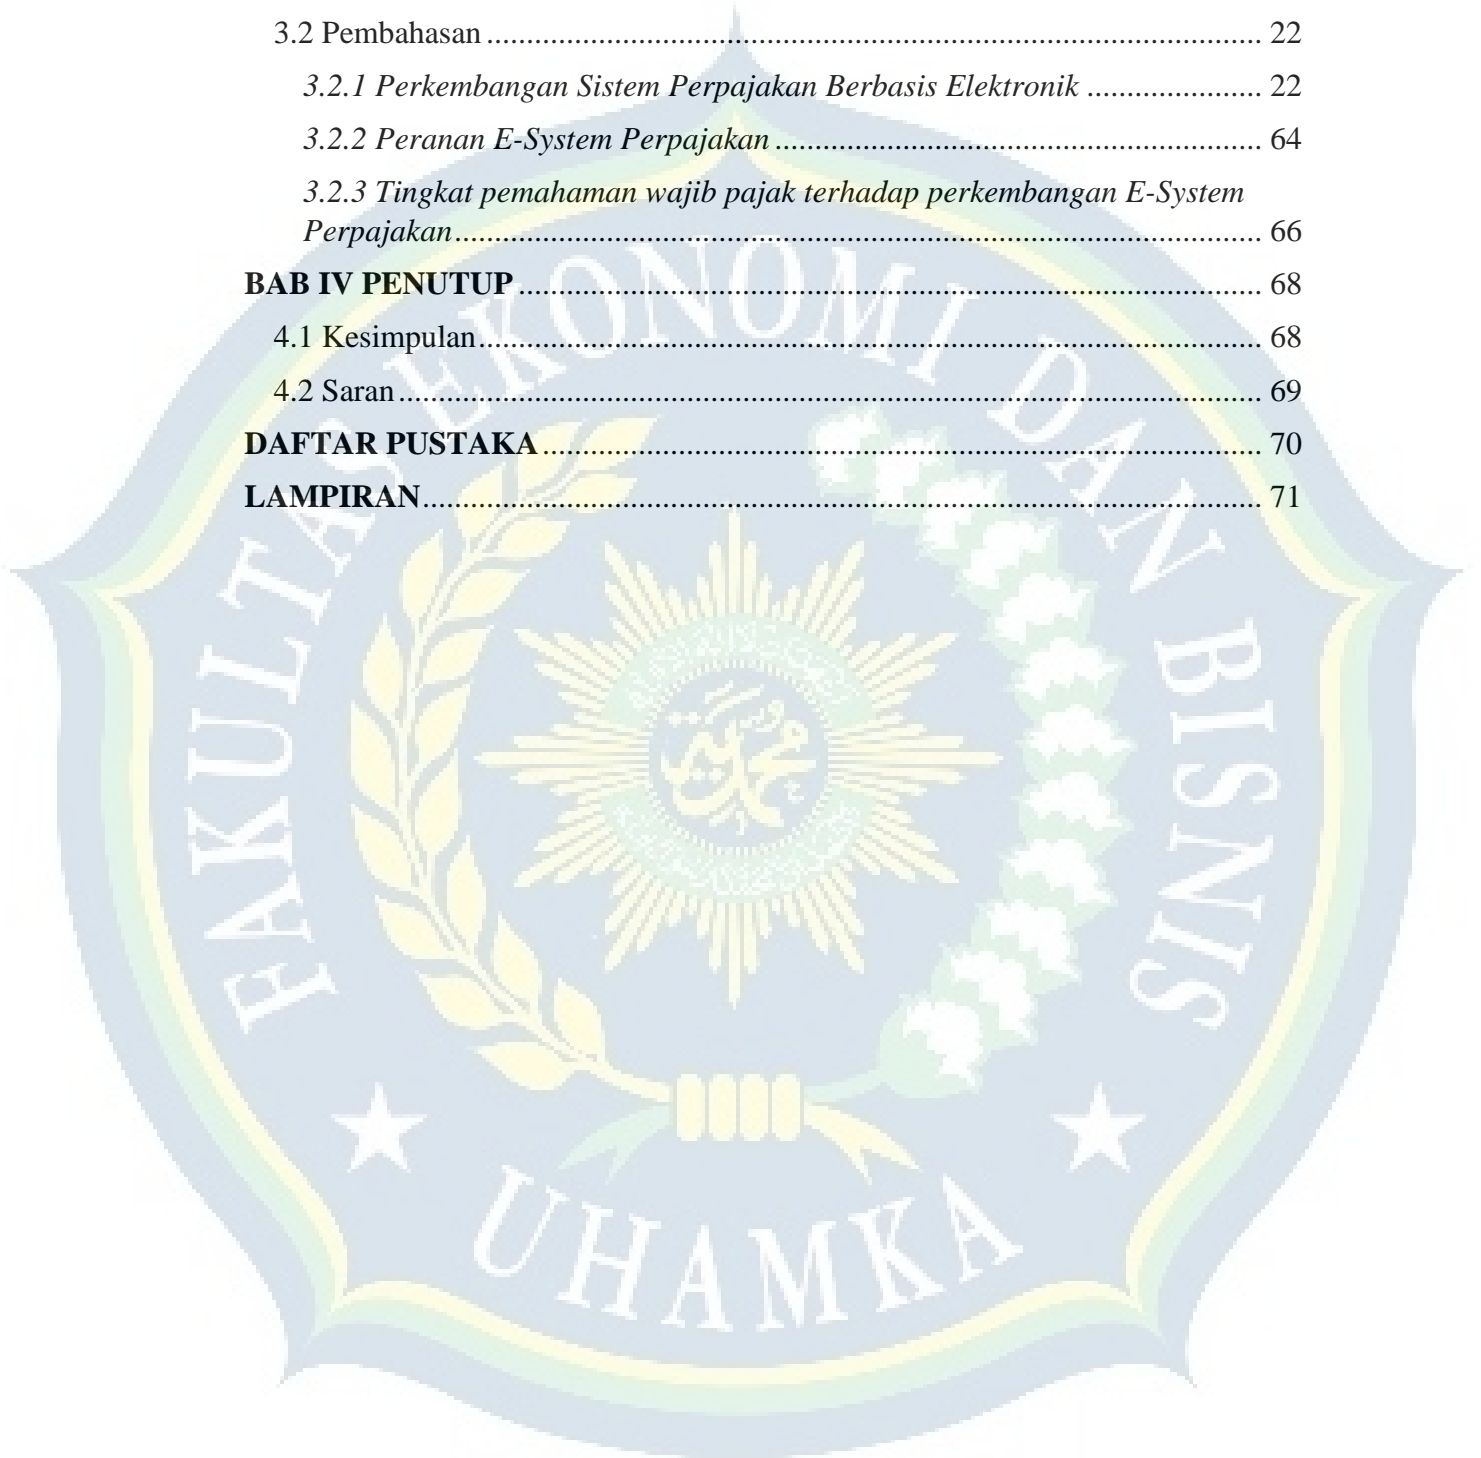 3.2 Pembahasan ........ 22
3.2.1 Perkembangan Sistem Perpajakan Berbasis Elektronik ........ 22
3.2.2 Peranan E-System Perpajakan ........ 64
3.2.3 Tingkat pemahaman wajib pajak terhadap perkembangan E-System
Perpajakan ........ 66
BAB IV PENUTUP ........ 68
4.1 Kesimpulan ........ 68
4.2 Saran ........ 69
DAFTAR PUSTAKA ........ 70
LAMPIRAN ........ 71
FAKULTAS EKONOMI DAN BISNIS
UHAMKA